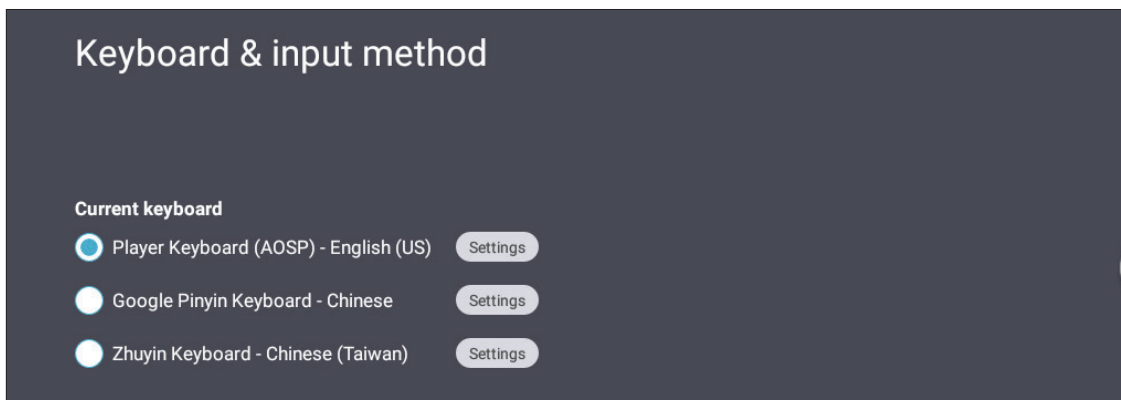 Keyboard & input method
Current keyboard
Player Keyboard (AOSP) - English (US) Settings
Google Pinyin Keyboard - Chinese Settings
Zhuyin Keyboard - Chinese (Taiwan) Settings